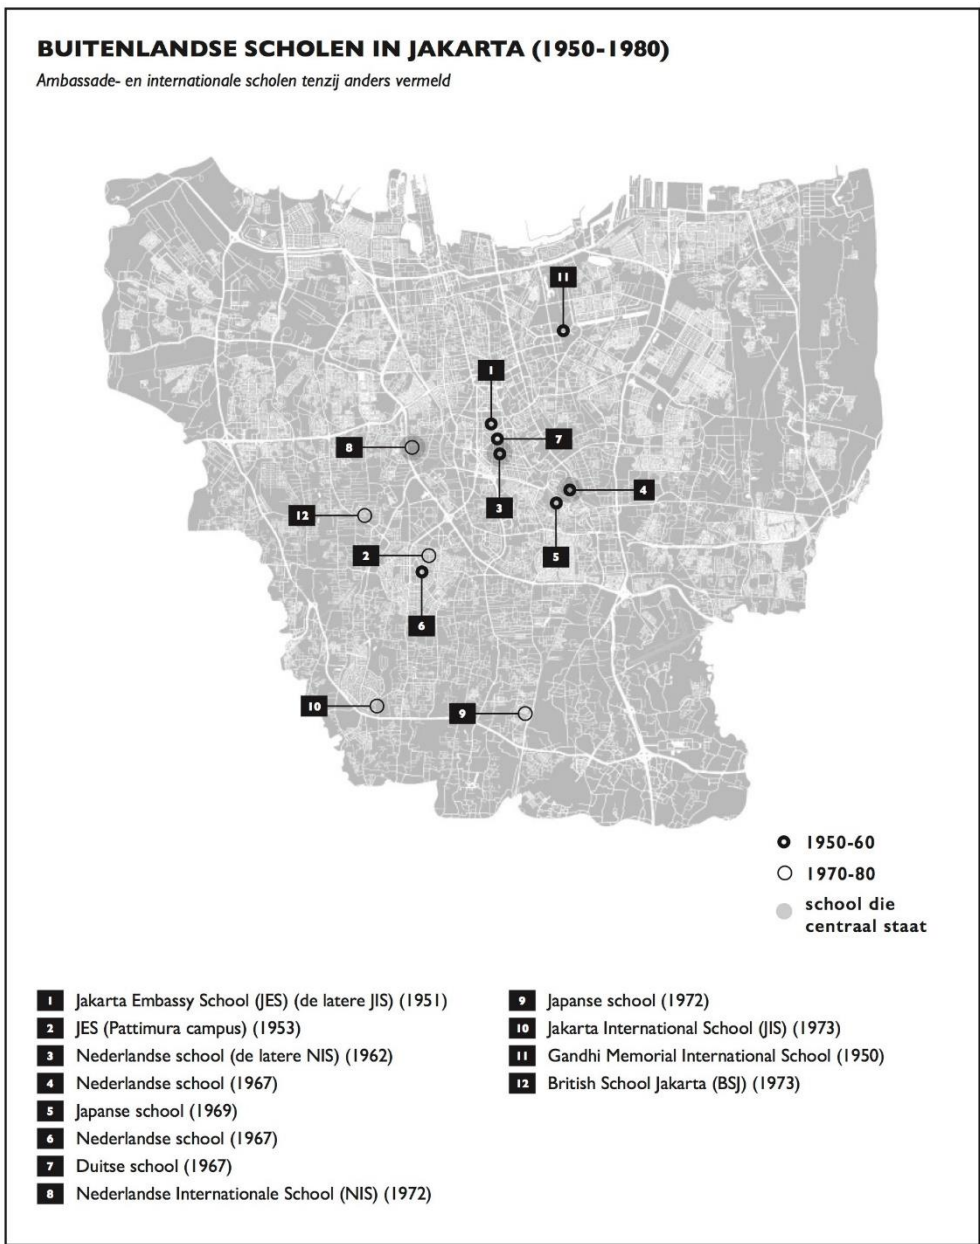 BUITENLANDSE SCHOLEN IN JAKARTA (1950-1980)
Ambassade- en internationale scholen tenzij anders vermeld
11
1
8
7
3
4
12
5
2
6
10
9
1950-60
1970-80
school die
centraal staat
1 Jakarta Embassy School (JES) (de latere JIS) (1951)
2 JES (Pattimura campus) (1953)
3 Nederlandse school (de latere NIS) (1962)
4 Nederlandse school (1967)
5 Japanse school (1969)
6 Nederlandse school (1967)
7 Duitse school (1967)
8 Nederlandse Internationale School (NIS) (1972)
9 Japanse school (1972)
10 Jakarta International School (JIS) (1973)
11 Gandhi Memorial International School (1950)
12 British School Jakarta (BSJ) (1973)